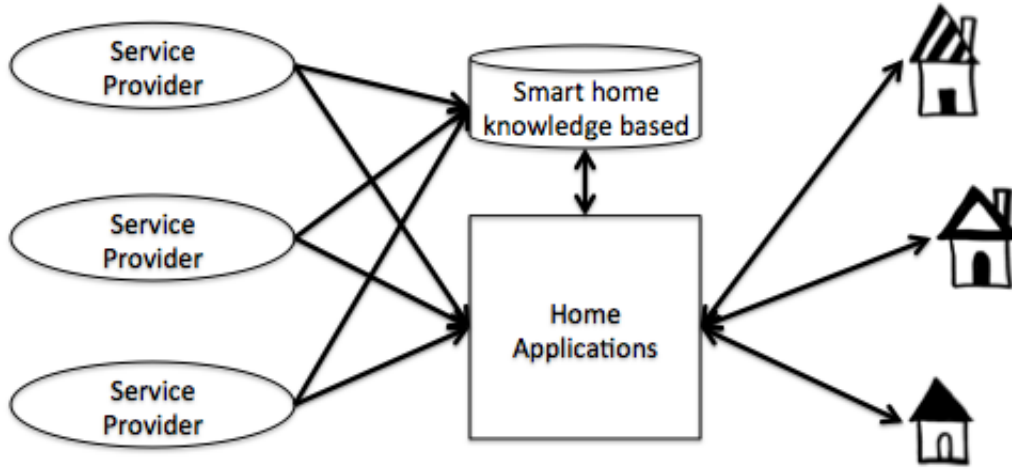 Service
Provider
Smart home
knowledge based
Service
Provider
Home
Applications
Service
Provider